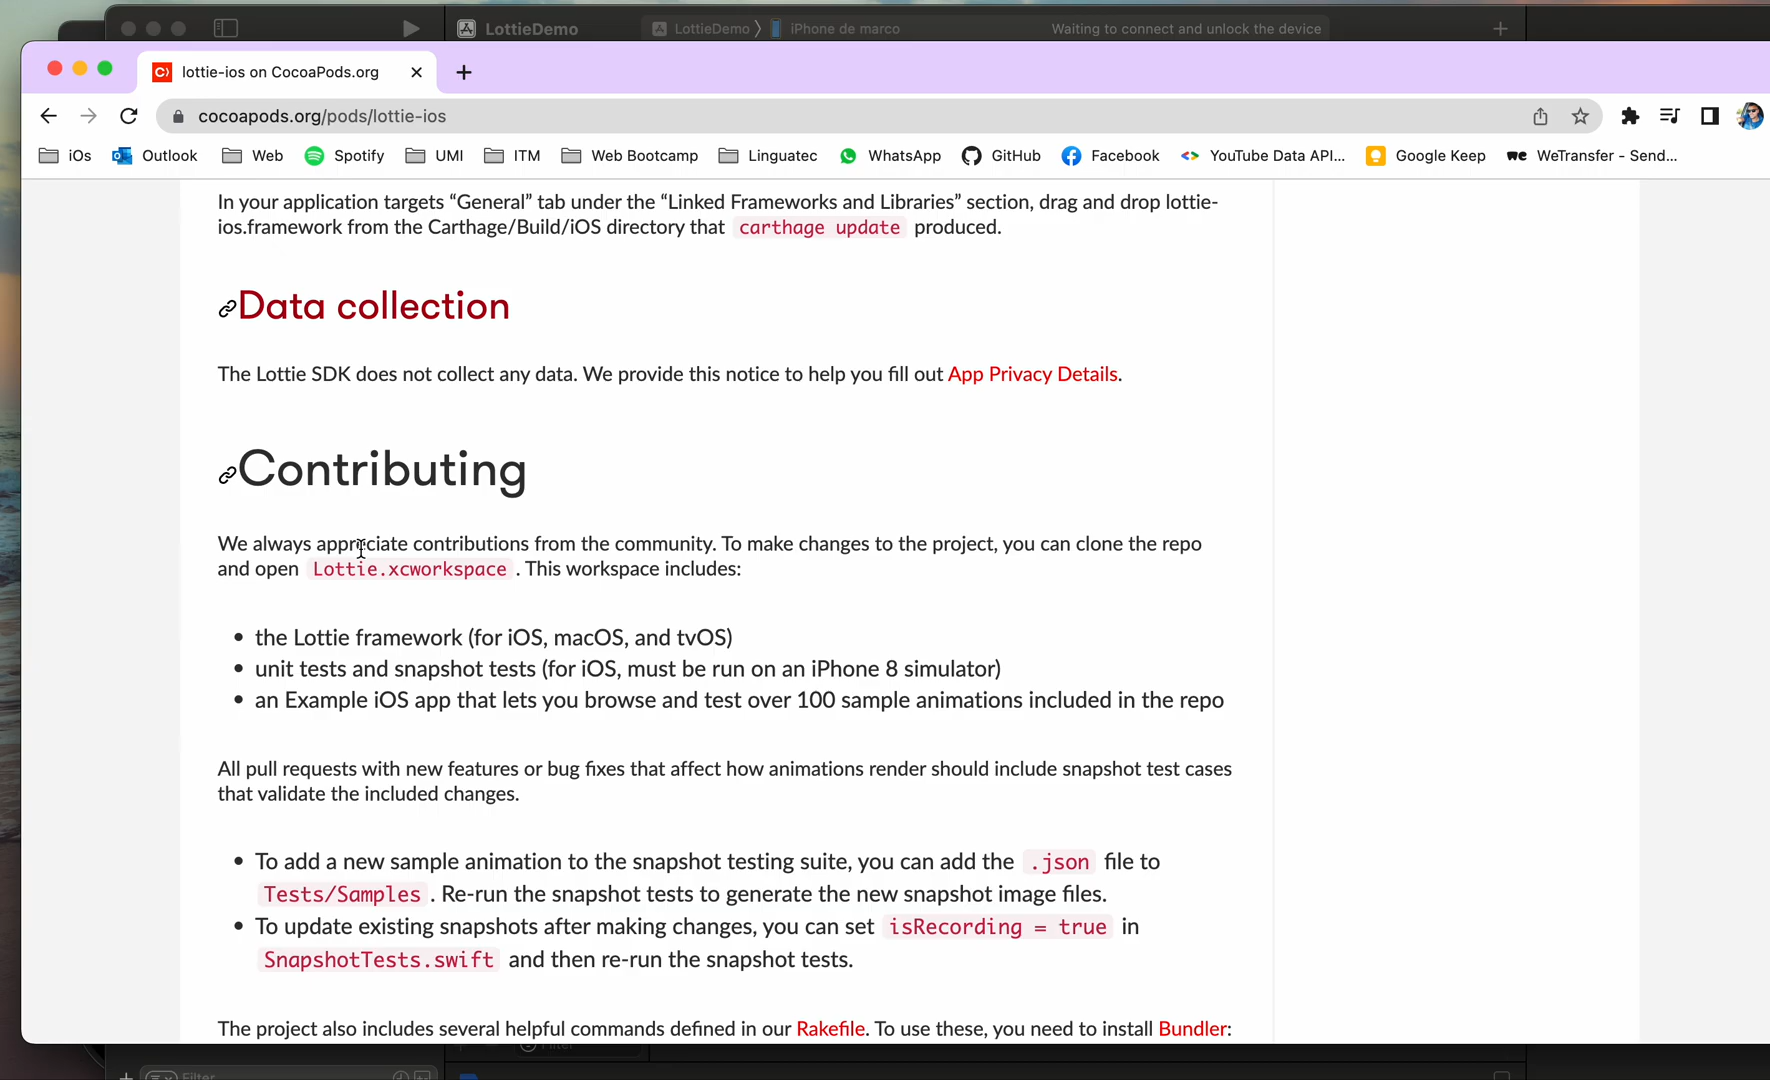 LottieDemo
LottieDemo
iPhone de marco
Waiting to connect and unlock the device
lottie-ios on CocoaPods.org
cocoapods.org/pods/lottie-ios
iOs
Outlook
Web
Spotify
UMI
ITM
Web Bootcamp
Linguatec
WhatsApp
GitHub
Facebook
YouTube Data API...
Google Keep
WeTransfer - Send...
In your application targets “General” tab under the “Linked Frameworks and Libraries” section, drag and drop lottie-
ios.framework from the Carthage/Build/iOS directory that carthage update produced.
Data collection
The Lottie SDK does not collect any data. We provide this notice to help you fill out App Privacy Details.
Contributing
We always appreciate contributions from the community. To make changes to the project, you can clone the repo
and open Lottie.xcworkspace. This workspace includes:
• the Lottie framework (for iOS, macOS, and tvOS)
• unit tests and snapshot tests (for iOS, must be run on an iPhone 8 simulator)
• an Example iOS app that lets you browse and test over 100 sample animations included in the repo
All pull requests with new features or bug fixes that affect how animations render should include snapshot test cases
that validate the included changes.
• To add a new sample animation to the snapshot testing suite, you can add the .json file to
Tests/Samples. Re-run the snapshot tests to generate the new snapshot image files.
• To update existing snapshots after making changes, you can set isRecording = true in
SnapshotTests.swift and then re-run the snapshot tests.
The project also includes several helpful commands defined in our Rakefile. To use these, you need to install Bundler:
Filter
Filter